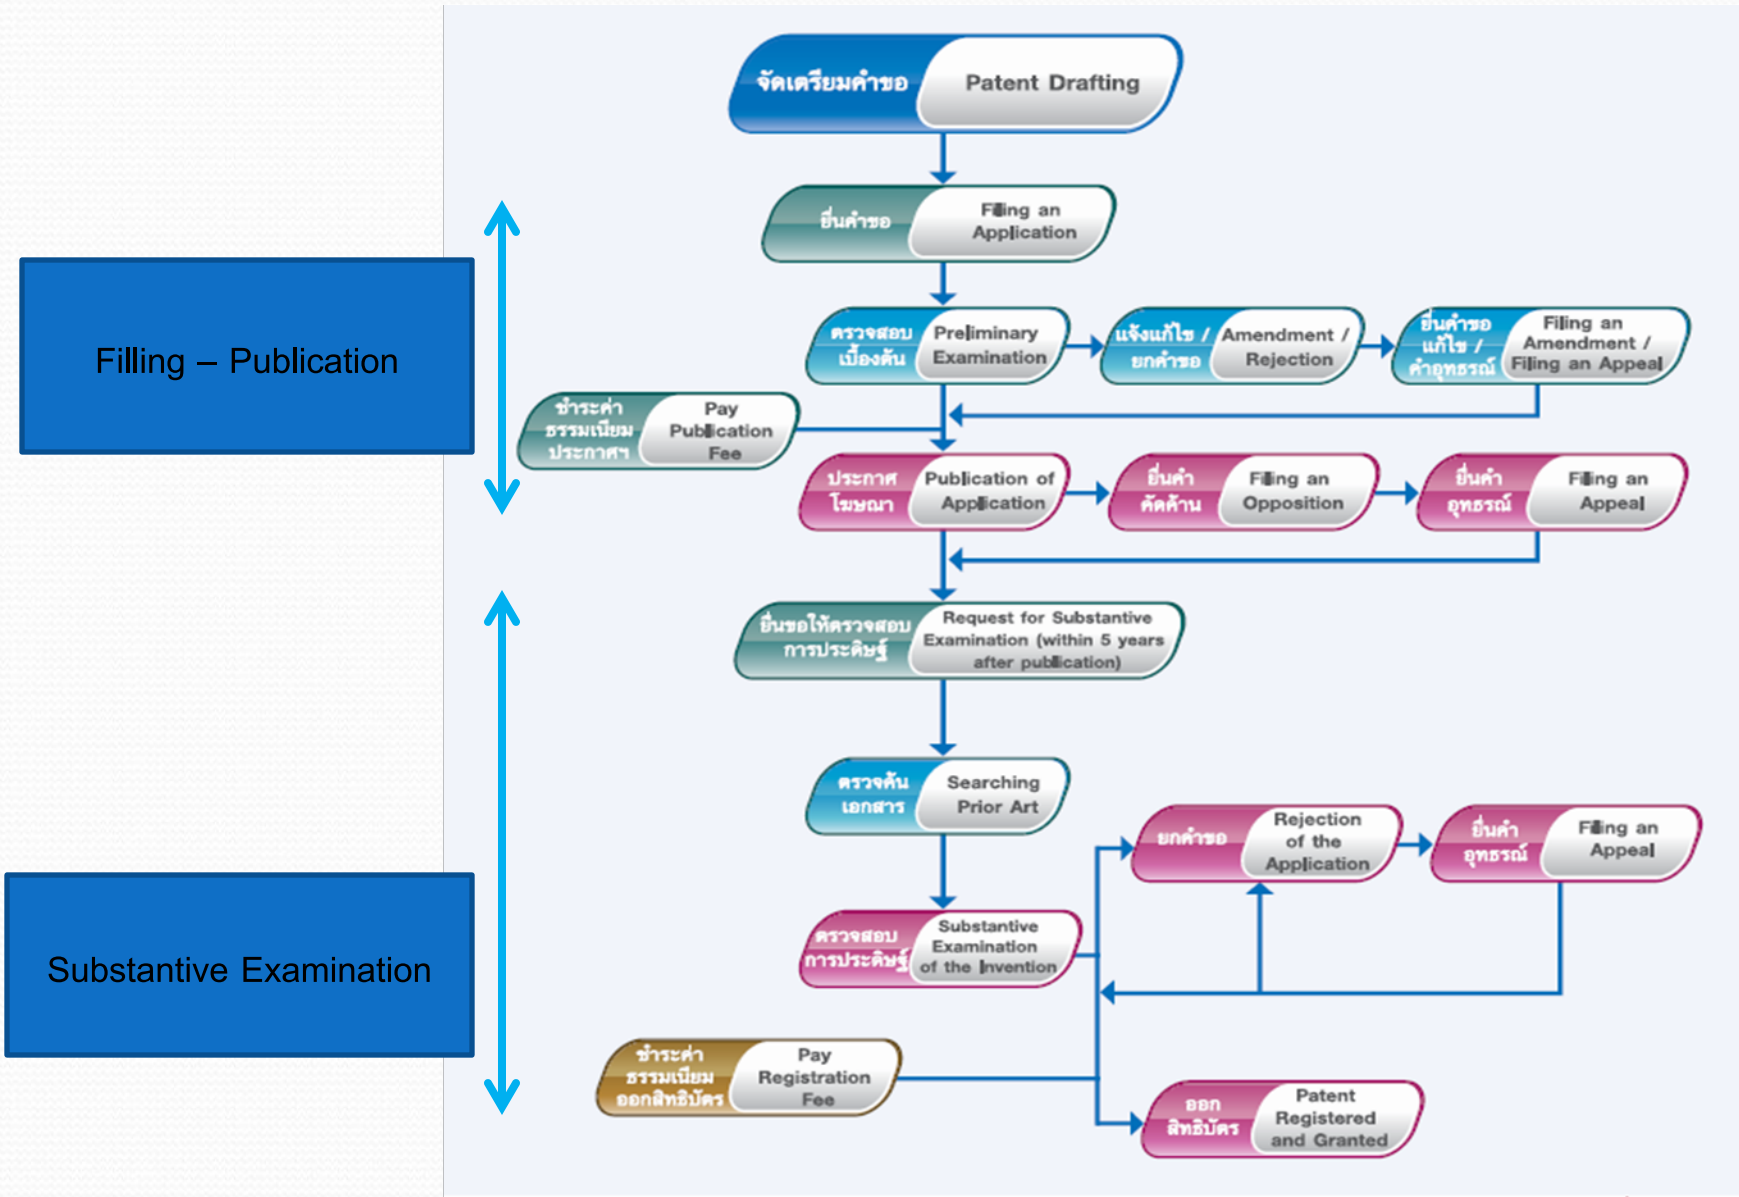 จัดเตรียมคำขอ
Patent Drafting
ยื่นคำขอ
Filing an
Application
Filling – Publication
ตรวจสอบ
เบื้องต้น
Preliminary
Examination
แจ้งแก้ไข /
ยกคำขอ
Amendment /
Rejection
ยื่นคำขอ
แก้ไข /
คำอุทธรณ์
Filing an
Amendment /
Filing an Appeal
ชำระค่า
ธรรมเนียม
ประกาศฯ
Pay
Publication
Fee
ประกาศ
โฆษณา
Publication of
Application
ยื่นคำ
คัดค้าน
Filing an
Opposition
ยื่นคำ
อุทธรณ์
Filing an
Appeal
ยื่นขอให้ตรวจสอบ
การประดิษฐ์
Request for Substantive
Examination (within 5 years
after publication)
ตรวจค้น
เอกสาร
Searching
Prior Art
ยกคำขอ
Rejection
of the
Application
ยื่นคำ
อุทธรณ์
Filing an
Appeal
Substantive Examination
ตรวจสอบ
การประดิษฐ์
Substantive
Examination
of the Invention
ชำระค่า
ธรรมเนียม
ออกสิทธิบัตร
Pay
Registration
Fee
ออก
สิทธิบัตร
Patent
Registered
and Granted